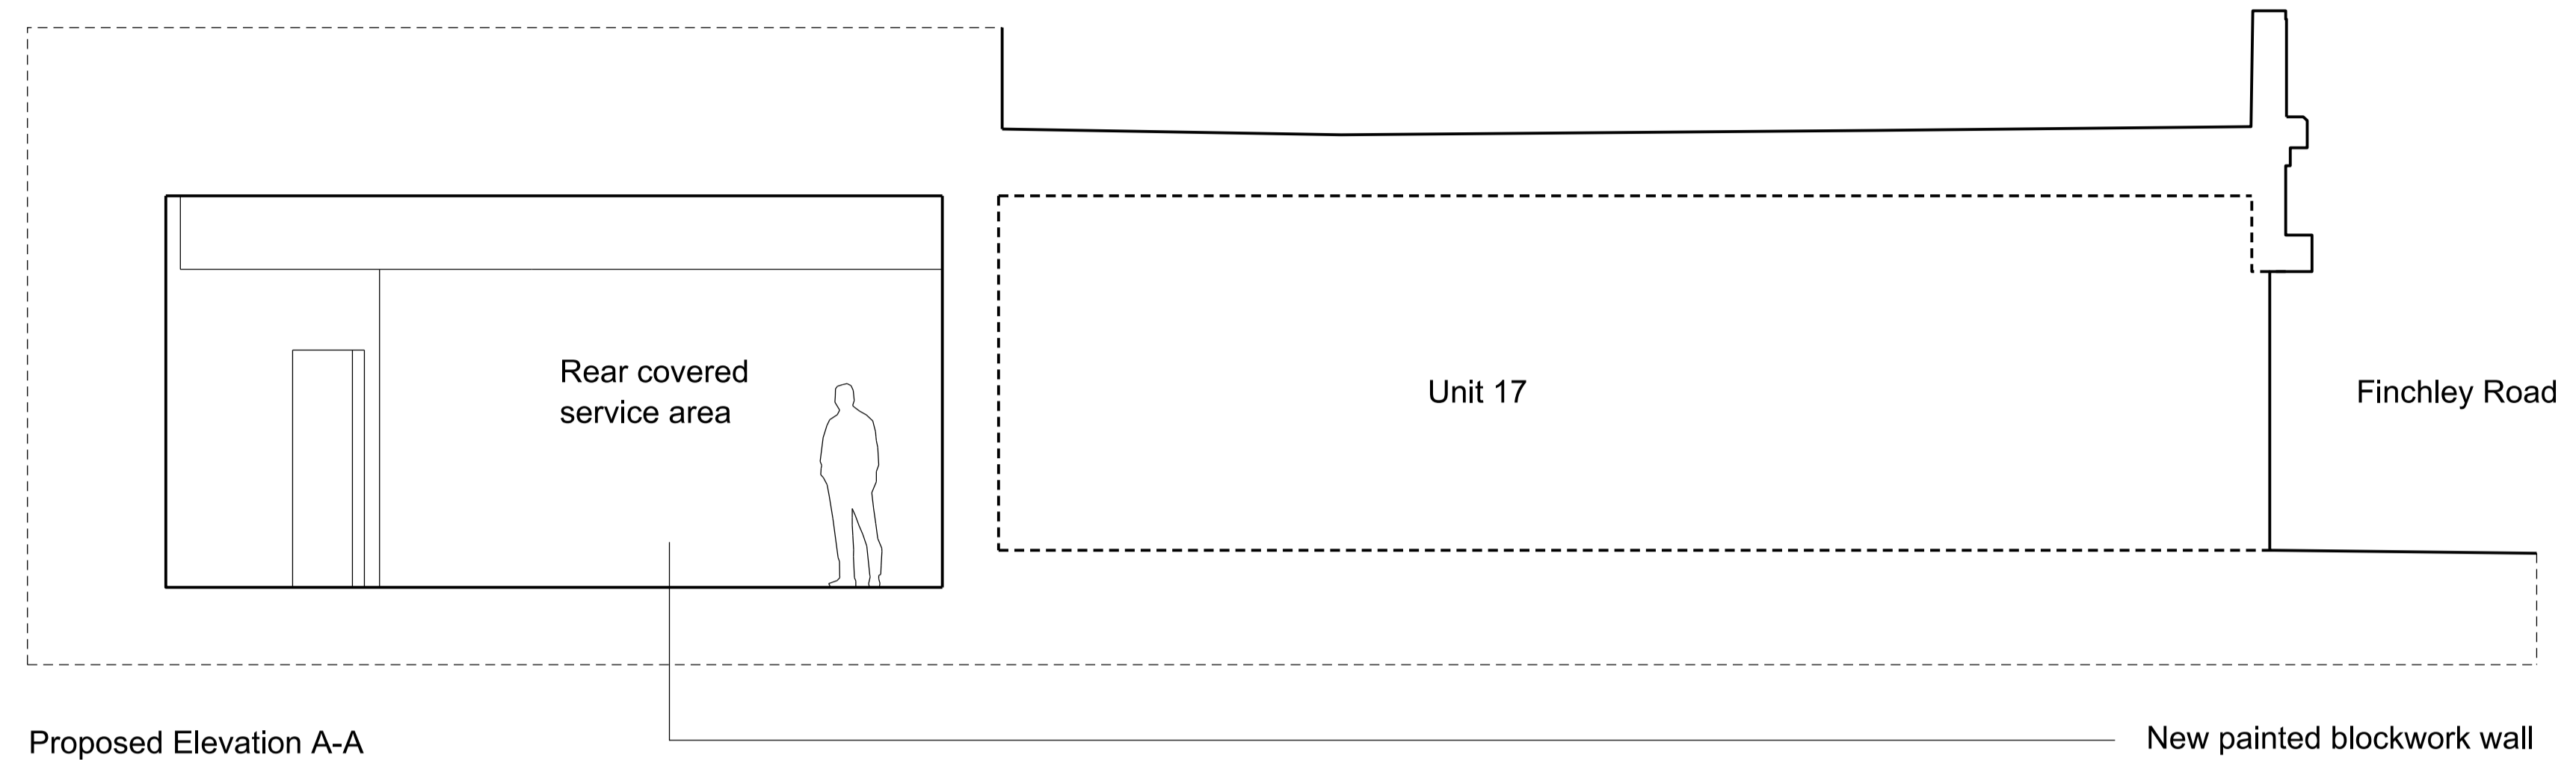 Rear covered
service area
Unit 17
Finchley Road
Proposed Elevation A-A
New painted blockwork wall